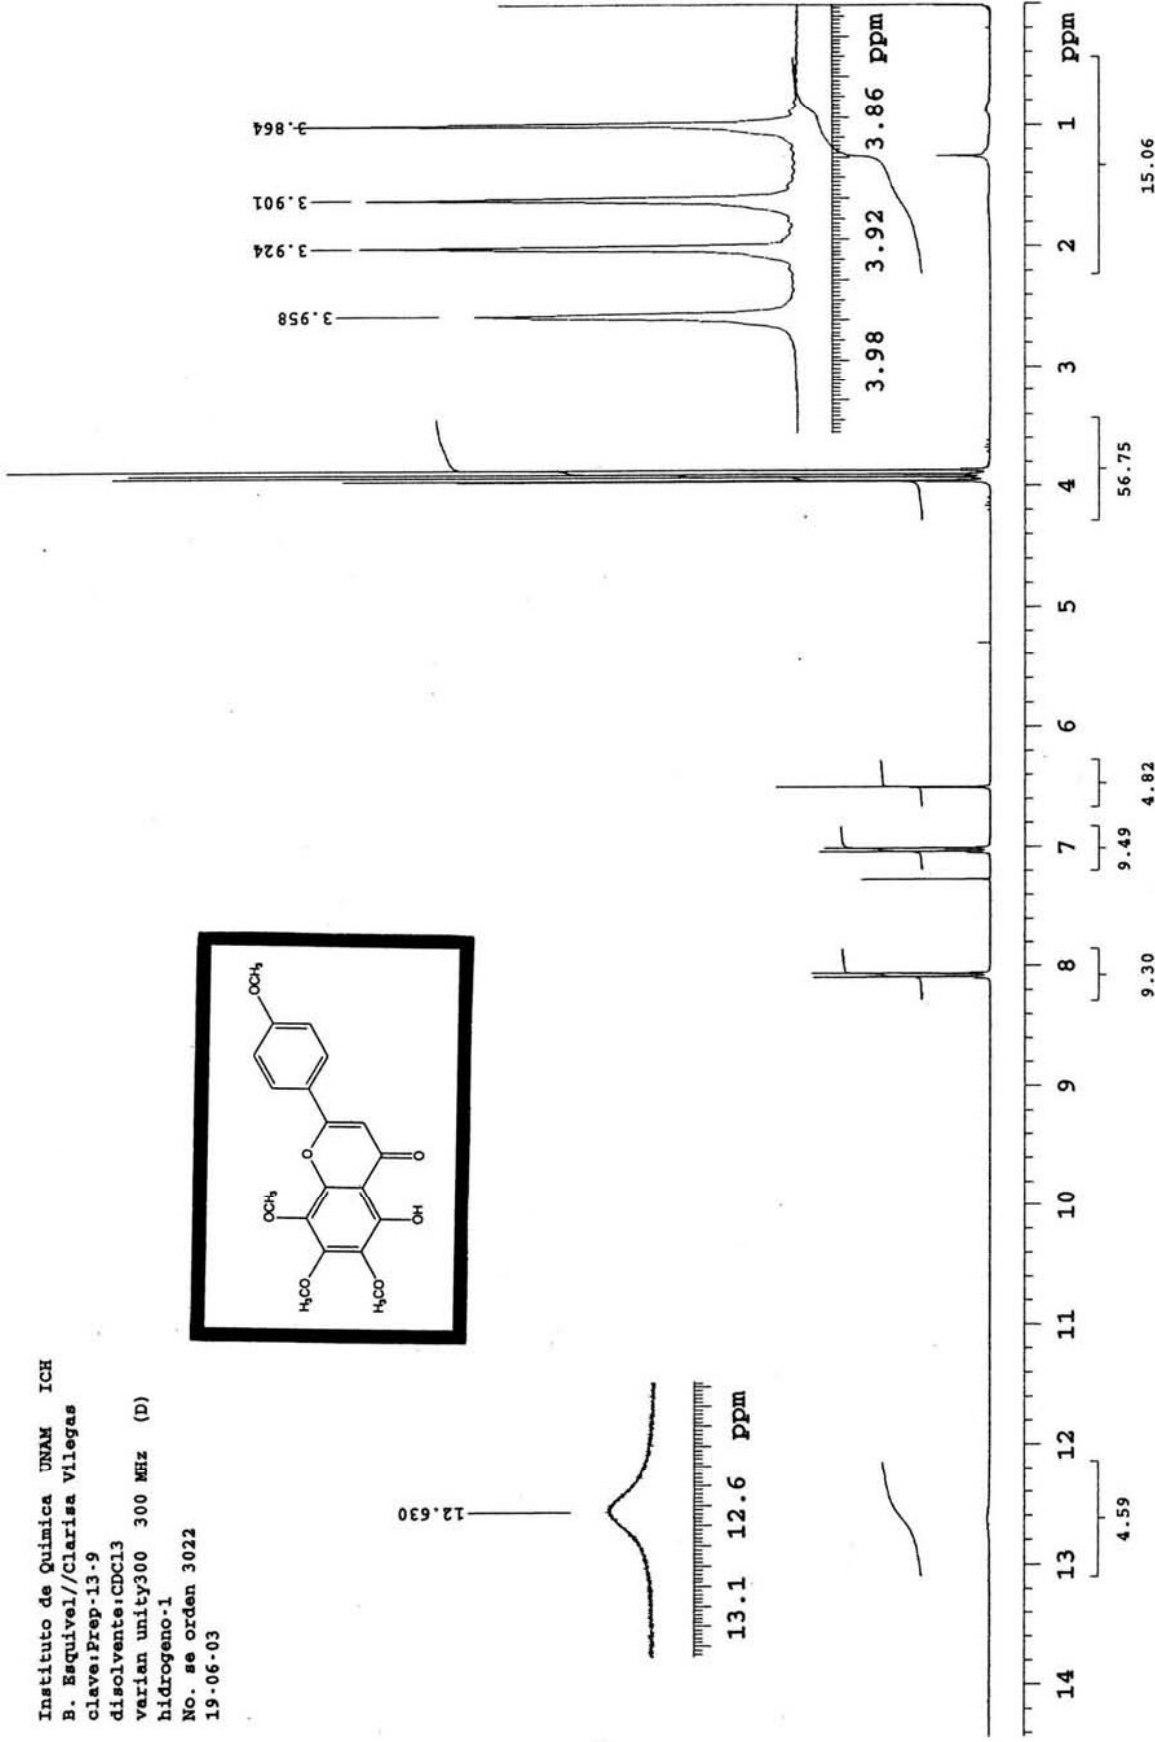 Instituto de Quimica UNAM ICH
B. Esquivel//Clarisa Vilegas
clave:Prep-13-9
disolvente:CDCl3
varian unity300 300 MHz (D)
hidrogeno-1
No. se orden 3022
19-06-03
OCH3
OCH3
O
H3CO
H3CO
OH
O
12.630
13.1 12.6 ppm
3.958
3.924
3.901
3.864
3.98 3.92 3.86 ppm
14 13 12 11 10 9 8 7 6 5 4 3 2 1 ppm
4.59 9.30 9.49 4.82 56.75 15.06